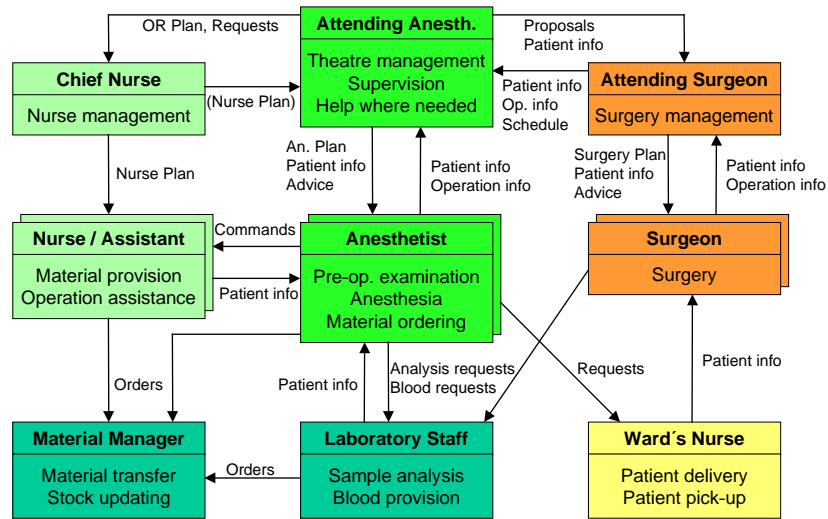 OR Plan, Requests
Attending Anesth.
Theatre management
Supervision
Help where needed
Proposals
Patient info
Chief Nurse
Nurse management
(Nurse Plan)
Patient info
Op. info
Schedule
Attending Surgeon
Surgery management
Nurse Plan
An. Plan
Patient info
Advice
Patient info
Operation info
Surgery Plan
Patient info
Advice
Patient info
Operation info
Nurse / Assistant
Material provision
Operation assistance
Commands
Patient info
Anesthetist
Pre-op. examination
Anesthesia
Material ordering
Surgeon
Surgery
Orders
Patient info
Analysis requests
Blood requests
Requests
Patient info
Material Manager
Material transfer
Stock updating
Orders
Laboratory Staff
Sample analysis
Blood provision
Ward´s Nurse
Patient delivery
Patient pick-up